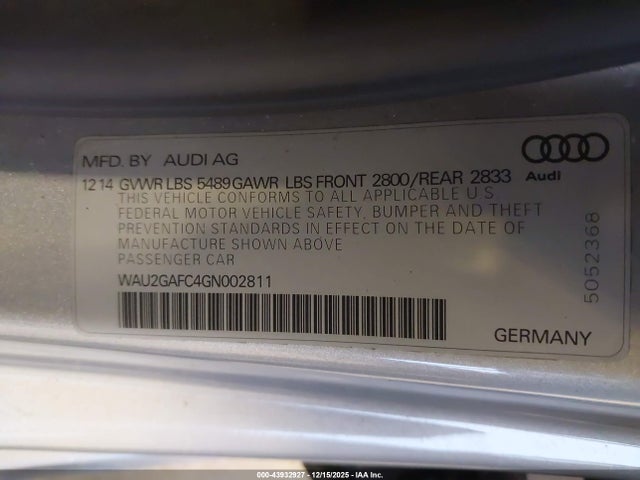 MFD. BY AUDI AG
12 14 GVWR LBS 5489 GAWR LBS FRONT 2800/REAR 2833
THIS VEHICLE CONFORMS TO ALL APPLICABLE U.S
FEDERAL MOTOR VEHICLE SAFETY, BUMPER AND THEFT
PREVENTION STANDARDS IN EFFECT ON THE DATE OF
MANUFACTURE SHOWN ABOVE
PASSENGER CAR
WAU2GAFC4GN002811
Audi
5052368
GERMANY
000-43932927 - 12/15/2025 - IAA Inc.